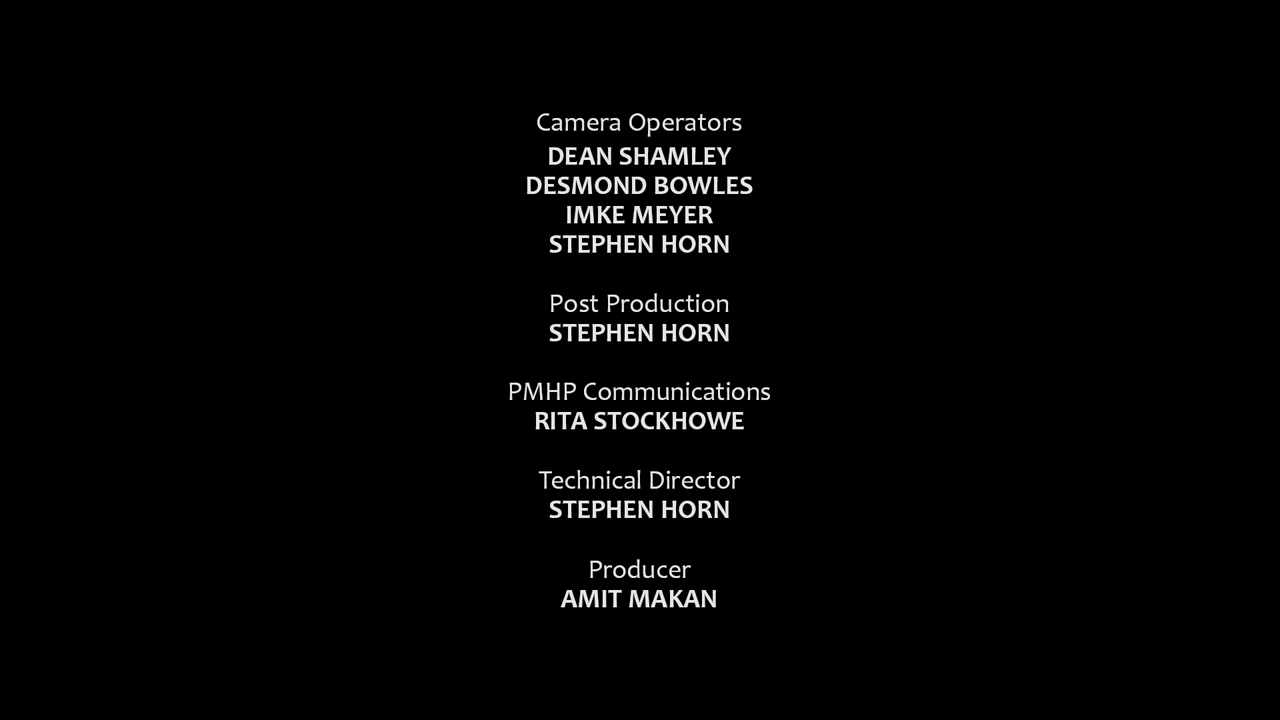 Camera Operators
DEAN SHAMLEY
DESMOND BOWLES
IMKE MEYER
STEPHEN HORN
Post Production
STEPHEN HORN
PMHP Communications
RITA STOCKHOWE
Technical Director
STEPHEN HORN
Producer
AMIT MAKAN